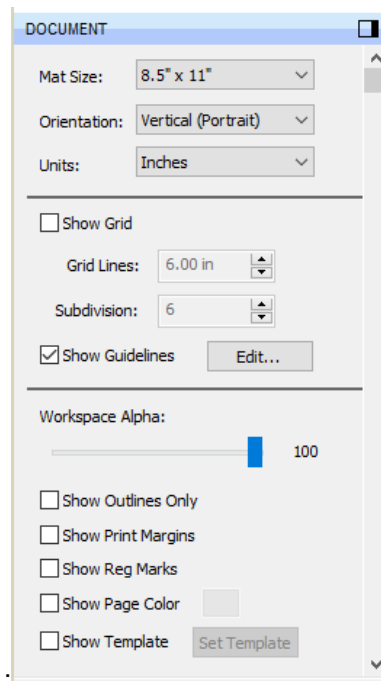 DOCUMENT
Mat Size: 8.5" x 11"
Orientation: Vertical (Portrait)
Units: Inches
Show Grid
Grid Lines: 6.00 in
Subdivision: 6
Show Guidelines Edit...
Workspace Alpha:
100
Show Outlines Only
Show Print Margins
Show Reg Marks
Show Page Color
Show Template Set Template
.